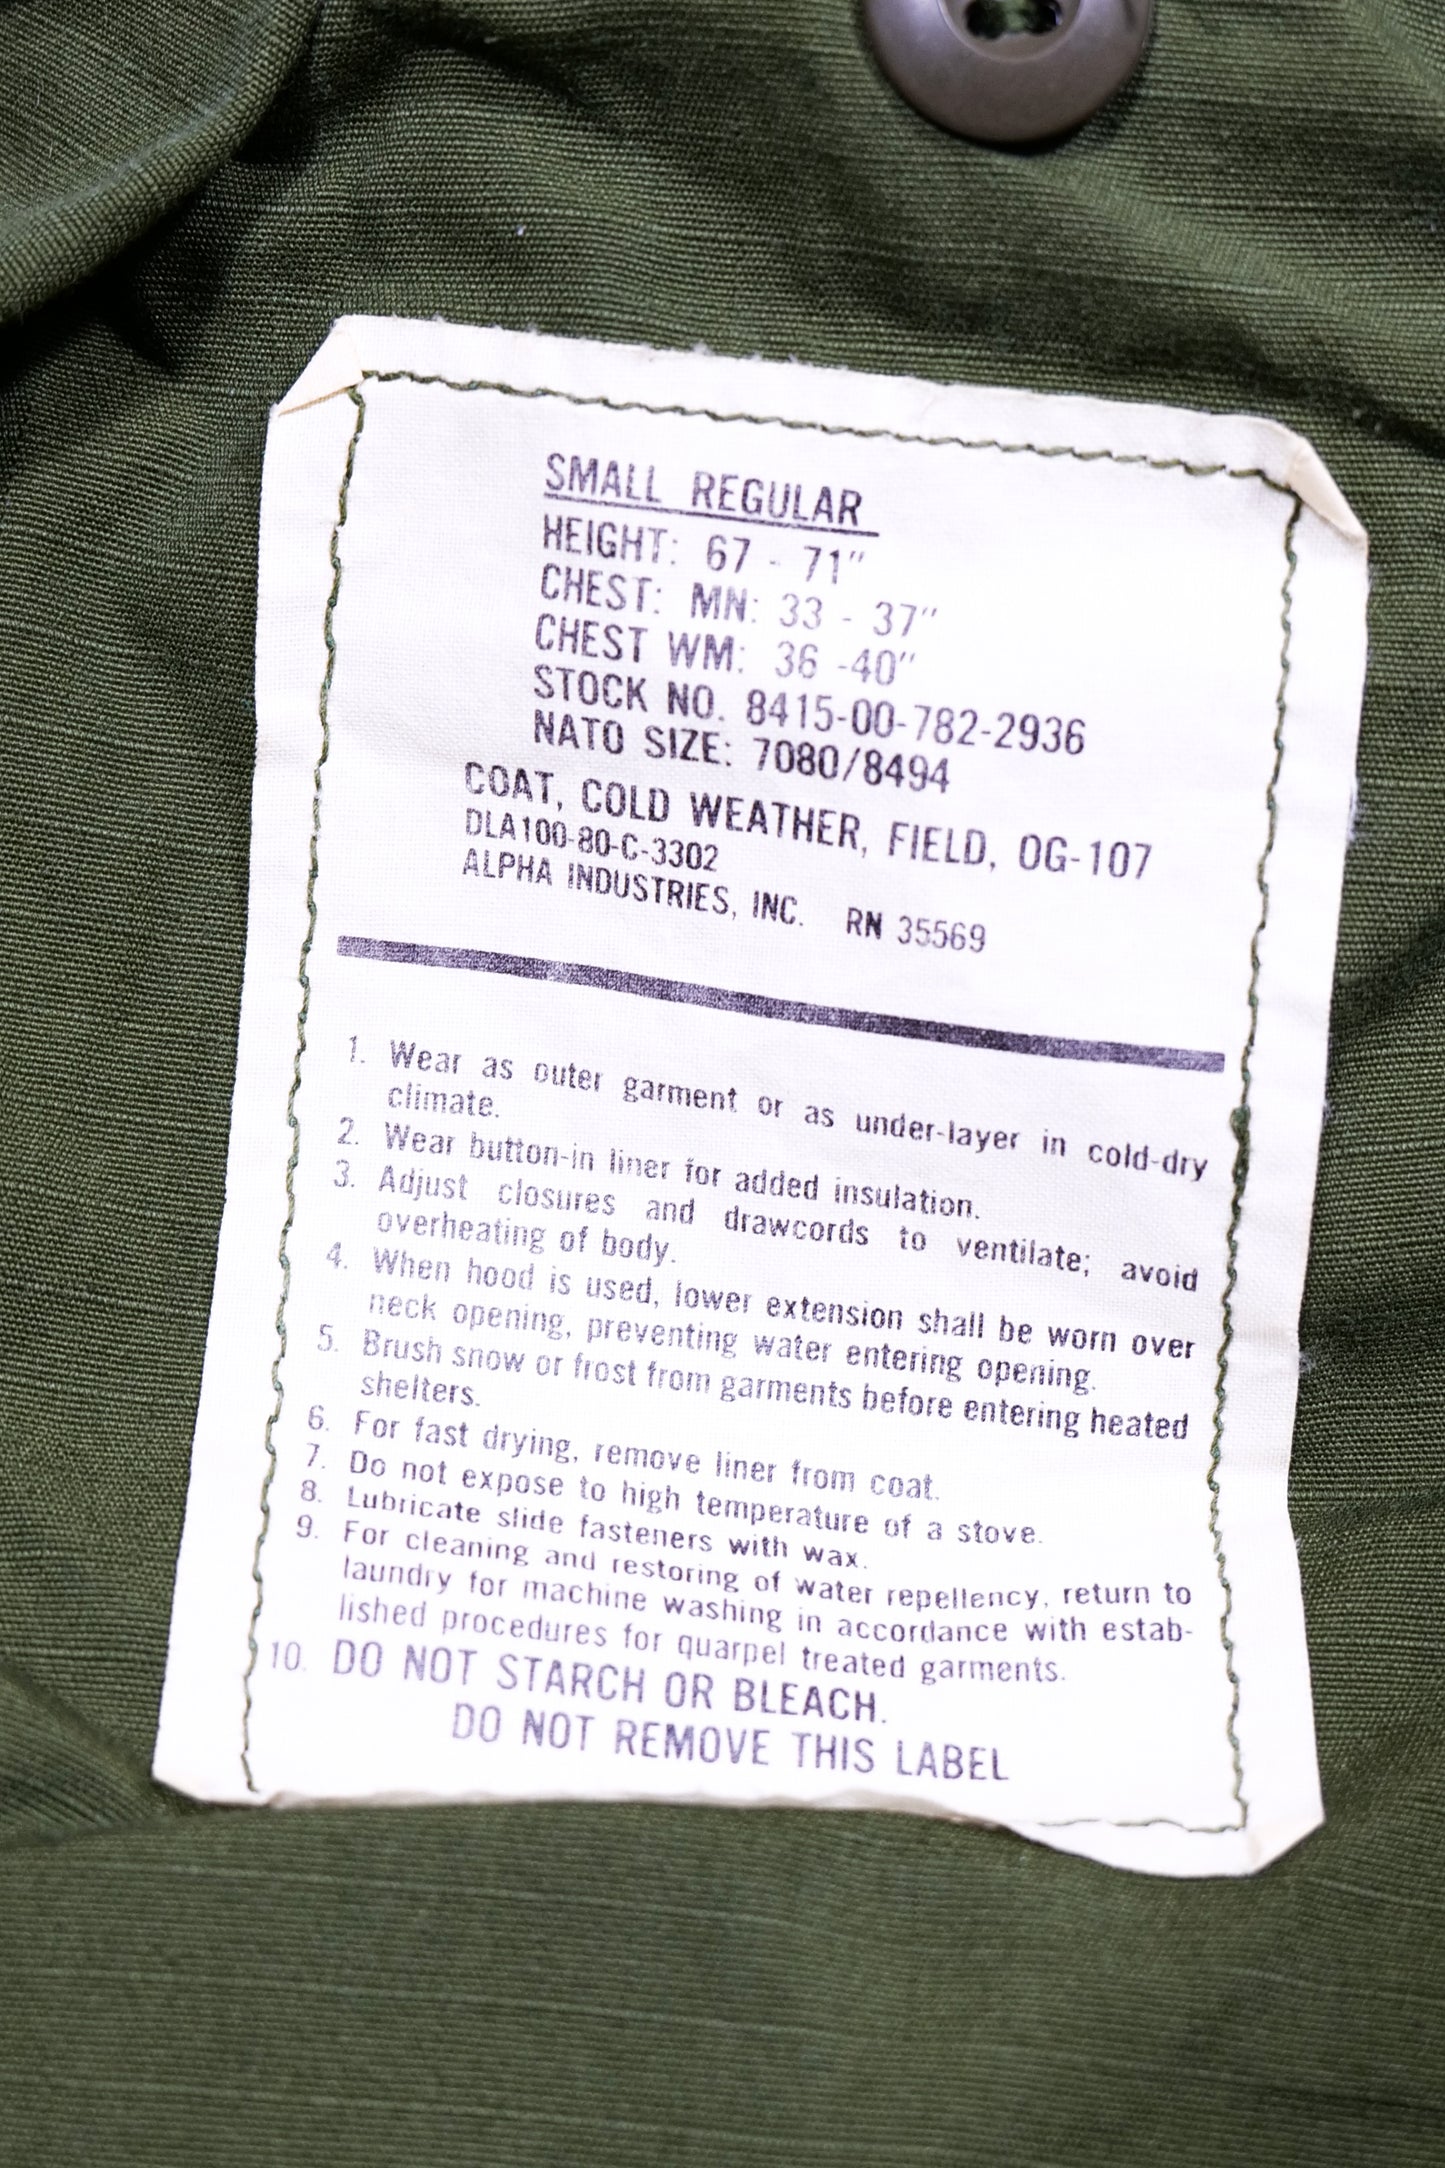 SMALL REGULAR
HEIGHT: 67 - 71"
CHEST: MN: 33 - 37"
CHEST WM: 36 -40"
STOCK NO. 8415-00-782-2936
NATO SIZE: 7080/8494
COAT, COLD WEATHER, FIELD, OG-107
DLA100-80-C-3302
ALPHA INDUSTRIES, INC. RN 35569
1. Wear as outer garment or as under-layer in cold-dry
climate.
2. Wear button-in liner for added insulation.
3. Adjust closures and drawcords to ventilate; avoid
overheating of body.
4. When hood is used, lower extension shall be worn over
neck opening, preventing water entering opening.
5. Brush snow or frost from garments before entering heated
shelters.
6. For fast drying, remove liner from coat.
7. Do not expose to high temperature of a stove.
8. Lubricate slide fasteners with wax.
9. For cleaning and restoring of water repellency, return to
laundry for machine washing in accordance with estab-
lished procedures for quarpel treated garments.
10. DO NOT STARCH OR BLEACH.
DO NOT REMOVE THIS LABEL